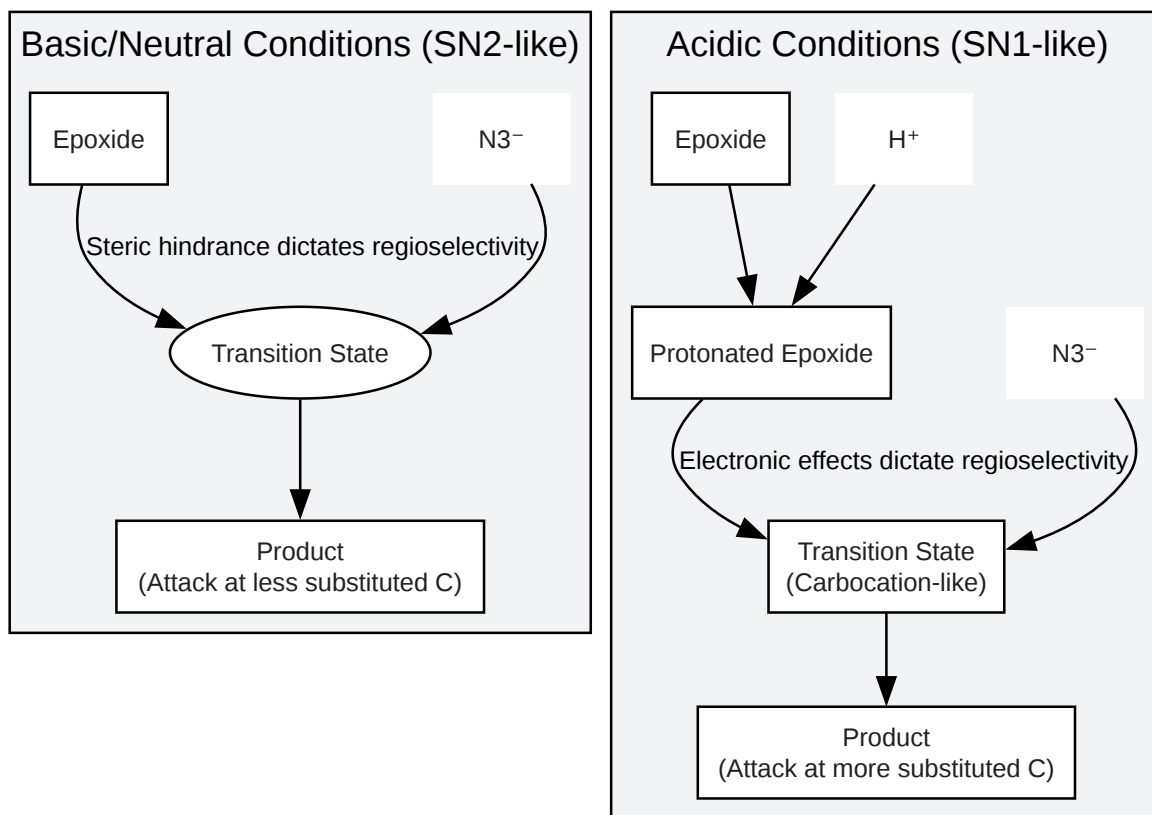 Basic/Neutral Conditions (SN2-like)
Epoxide
N3⁻
Steric hindrance dictates regioselectivity
Transition State
Product
(Attack at less substituted C)
Acidic Conditions (SN1-like)
Epoxide
H⁺
Protonated Epoxide
N3⁻
Electronic effects dictate regioselectivity
Transition State
(Carbocation-like)
Product
(Attack at more substituted C)